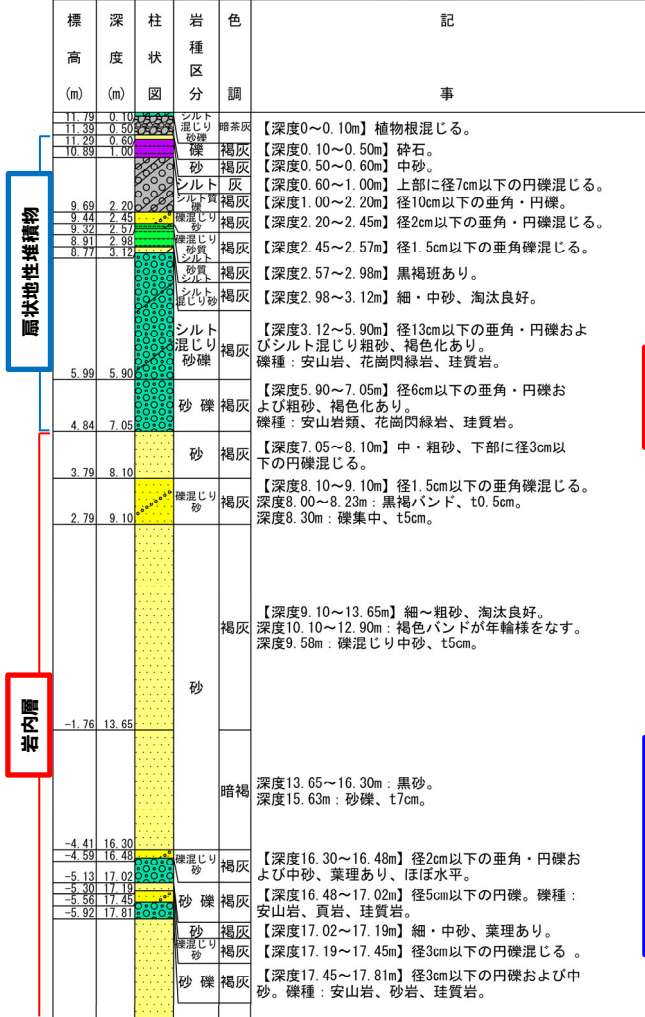 標高(m) 深度(m) 柱状図 岩種区分 色調 記事
扇状地性堆積物
岩内層
11.79 0.10
11.39 0.50
11.29 0.60
10.89 1.00
9.69 2.20
9.44 2.45
9.32 2.57
8.91 2.98
8.77 3.12
5.99 5.90
4.84 7.05
3.79 8.10
2.79 9.10
-1.76 13.65
-4.41 16.30
-4.59 16.48
-5.13 17.02
-5.30 17.19
-5.56 17.45
-5.92 17.81
シルト混じり砂礫 暗茶灰
礫 褐灰
砂 褐灰
シルト 灰
シルト質礫 褐灰
礫混じり砂 褐灰
礫混じり砂質シルト 褐灰
砂質シルト 褐灰
シルト混じり砂 褐灰
シルト混じり砂礫 褐灰
砂 礫 褐灰
砂 褐灰
礫混じり砂 褐灰
砂 褐灰
暗褐
礫混じり砂 褐灰
砂 礫 褐灰
砂 褐灰
礫混じり砂 褐灰
砂 礫 褐灰
【深度0~0.10m】植物根混じる。
【深度0.10~0.50m】砕石。
【深度0.50~0.60m】中砂。
【深度0.60~1.00m】上部に径7cm以下の円礫混じる。
【深度1.00~2.20m】径10cm以下の亜角・円礫。
【深度2.20~2.45m】径2cm以下の亜角・円礫混じる。
【深度2.45~2.57m】径1.5cm以下の亜角礫混じる。
【深度2.57~2.98m】黒褐斑あり。
【深度2.98~3.12m】細・中砂、淘汰良好。
【深度3.12~5.90m】径13cm以下の亜角・円礫およ
びシルト混じり粗砂、褐色化あり。
礫種:安山岩、花崗閃緑岩、珪質岩。
【深度5.90~7.05m】径6cm以下の亜角・円礫お
よび粗砂、褐色化あり。
礫種:安山岩類、花崗閃緑岩、珪質岩。
【深度7.05~8.10m】中・粗砂、下部に径3cm以
下の円礫混じる。
【深度8.10~9.10m】径1.5cm以下の亜角礫混じる。
深度8.00~8.23m:黒褐バンド、t0.5cm。
深度8.30m:礫集中、t5cm。
【深度9.10~13.65m】細~粗砂、淘汰良好。
深度10.10~12.90m:褐色バンドが年輪様をなす。
深度9.58m:礫混じり中砂、t5cm。
深度13.65~16.30m:黒砂。
深度15.63m:砂礫、t7cm。
【深度16.30~16.48m】径2cm以下の亜角・円礫お
よび中砂、葉理あり、ほぼ水平。
【深度16.48~17.02m】径5cm以下の円礫。礫種:
安山岩、頁岩、珪質岩。
【深度17.02~17.19m】細・中砂、葉理あり。
【深度17.19~17.45m】径3cm以下の円礫混じる 。
【深度17.45~17.81m】径3cm以下の円礫および中
砂。礫種:安山岩、砂岩、珪質岩。